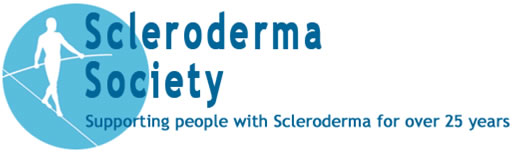 Scleroderma
Society
Supporting people with Scleroderma for over 25 years